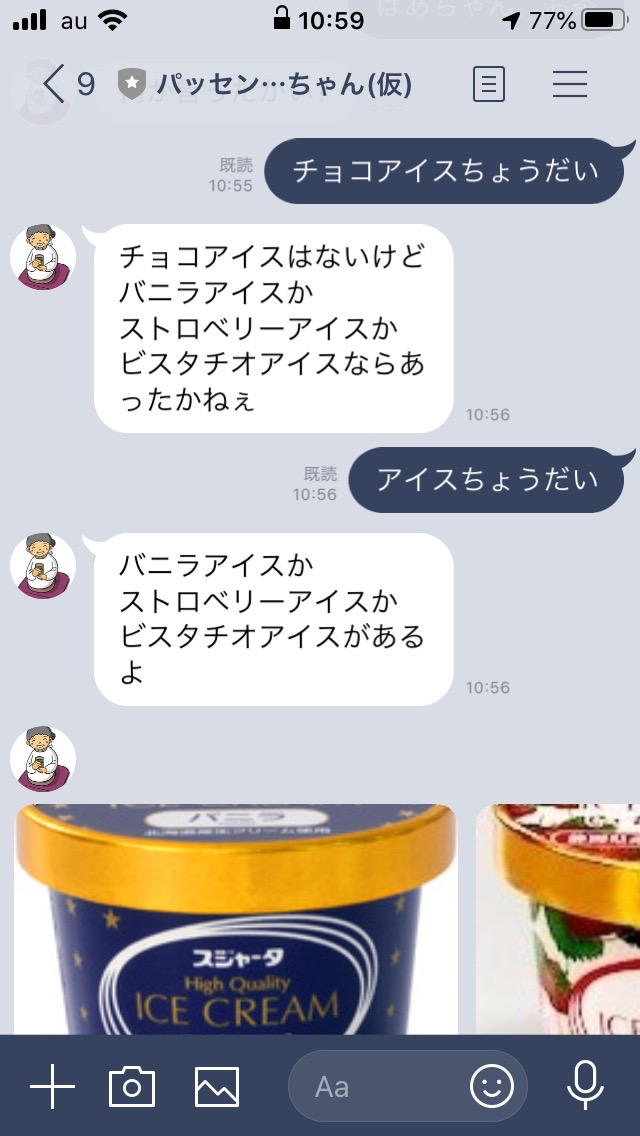 au 10:59 77%
9 パッセン…ちゃん(仮)
既読
10:55
チョコアイスちょうだい
チョコアイスはないけど
バニラアイスか
ストロベリーアイスか
ビスタチオアイスならあ
ったかねぇ
10:56
既読
10:56
アイスちょうだい
バニラアイスか
ストロベリーアイスか
ビスタチオアイスがある
よ
10:56
バニラ
スジャータ
High Quality
ICE CREAM
Aa